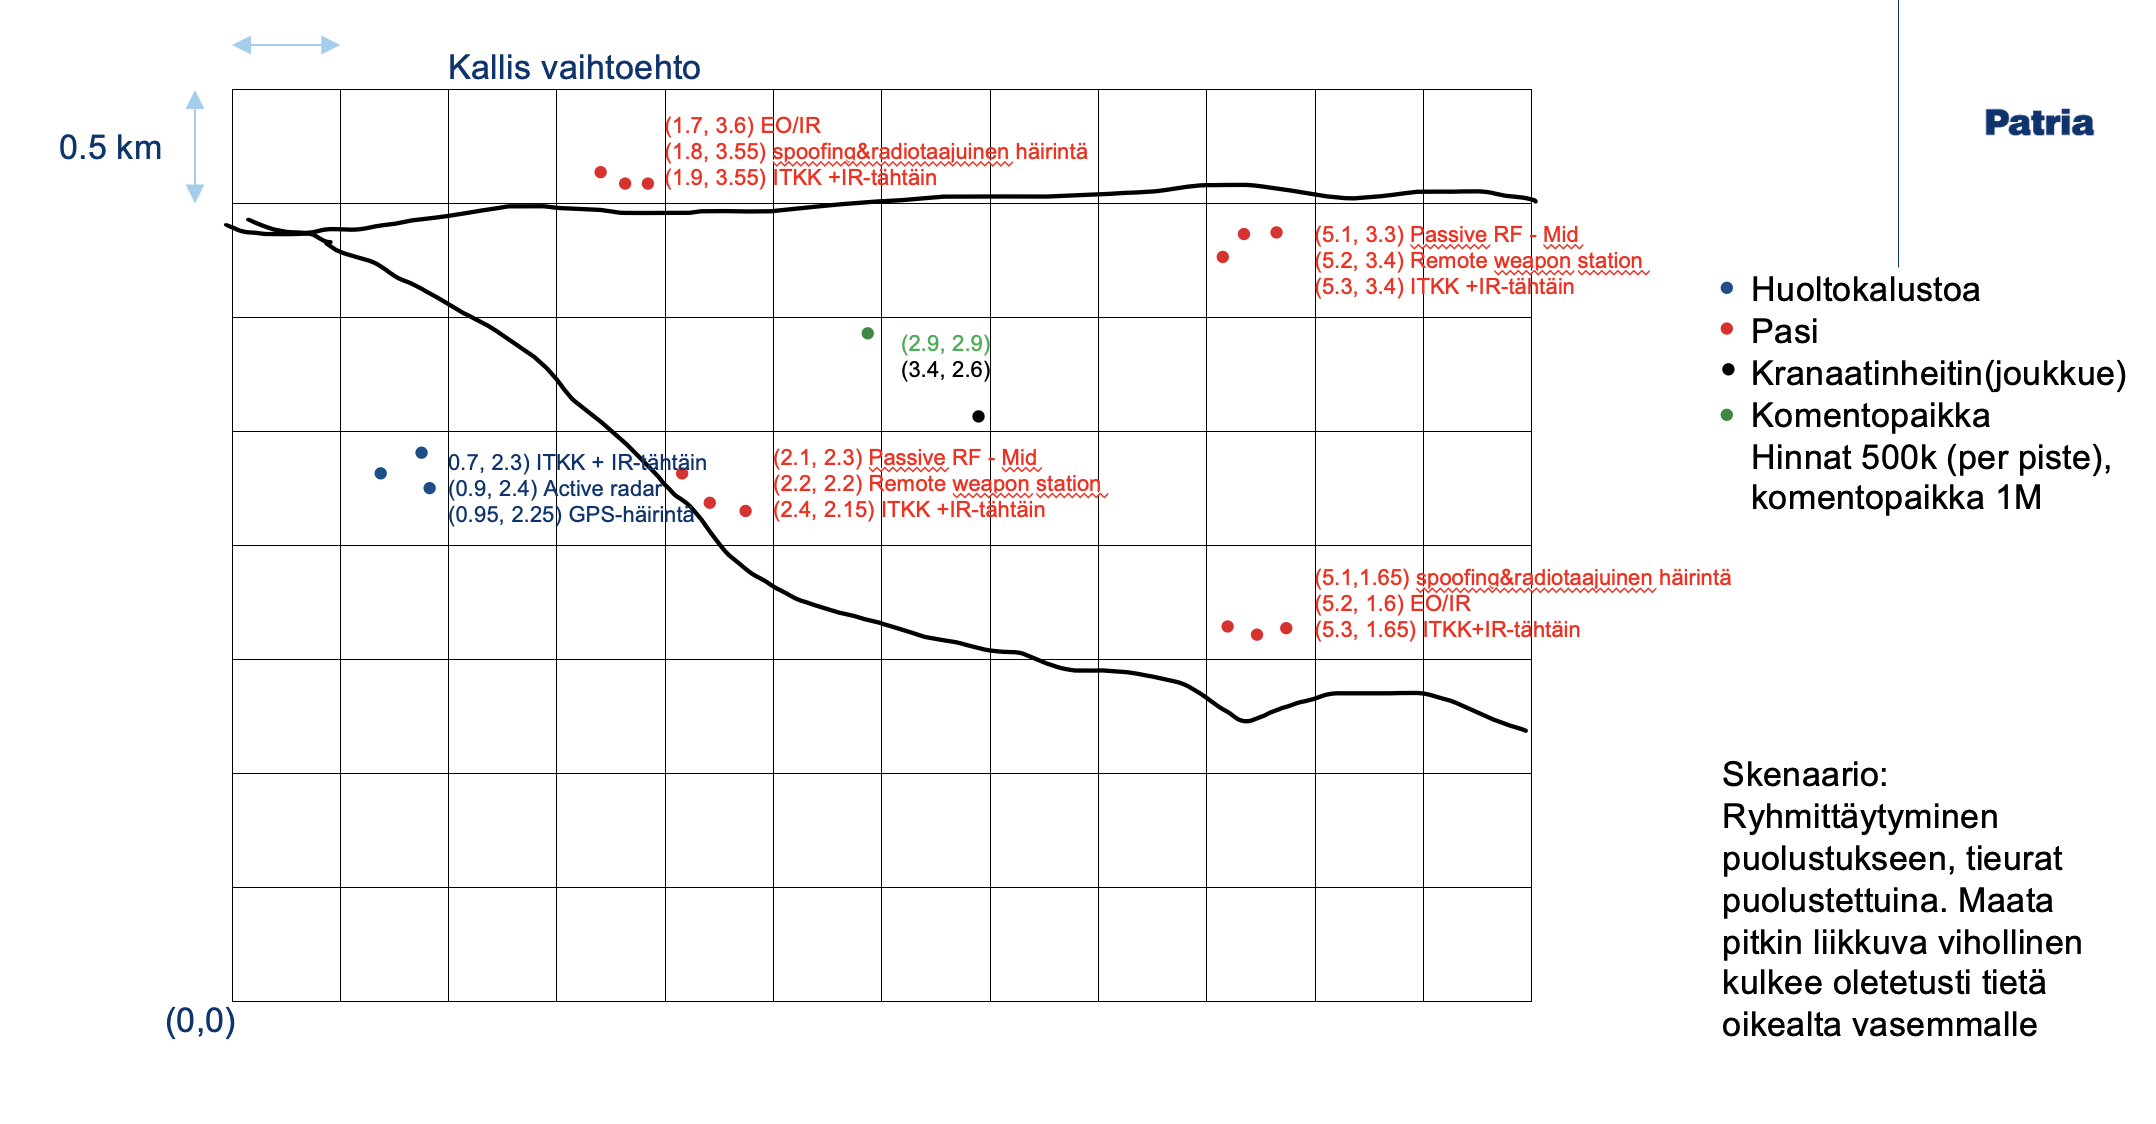 Kallis vaihtoehto
0.5 km
Patria
(1.7, 3.6) EO/IR
(1.8, 3.55) spoofing&radiotaajuinen häirintä
(1.9, 3.55) ITKK +IR-tähtäin
(5.1, 3.3) Passive RF - Mid
(5.2, 3.4) Remote weapon station
(5.3, 3.4) ITKK +IR-tähtäin
(2.9, 2.9)
(3.4, 2.6)
0.7, 2.3) ITKK + IR-tähtäin
(0.9, 2.4) Active radar
(0.95, 2.25) GPS-häirintä
(2.1, 2.3) Passive RF - Mid
(2.2, 2.2) Remote weapon station
(2.4, 2.15) ITKK +IR-tähtäin
(5.1,1.65) spoofing&radiotaajuinen häirintä
(5.2, 1.6) EO/IR
(5.3, 1.65) ITKK+IR-tähtäin
(0,0)
Huoltokalustoa
Pasi
Kranaatinheitin(joukkue)
Komentopaikka
Hinnat 500k (per piste),
komentopaikka 1M
Skenaario:
Ryhmittäytyminen
puolustukseen, tieurat
puolustettuina. Maata
pitkin liikkuva vihollinen
kulkee oletetusti tietä
oikealta vasemmalle